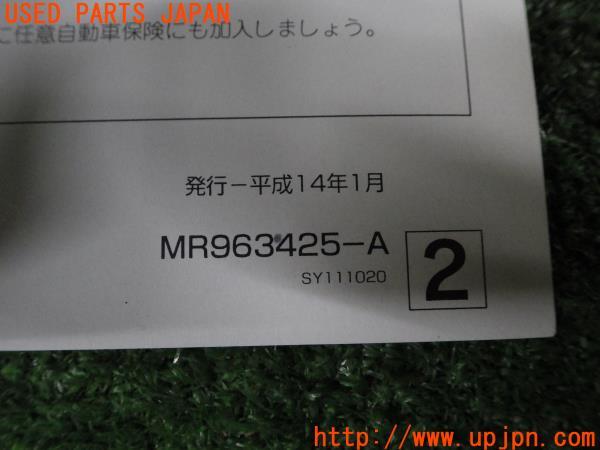 USED PARTS JAPAN
に任意自動車保険にも加入しましょう。
発行－平成14年1月
MR963425-A
SY111020
2
http://www.upjpn.com